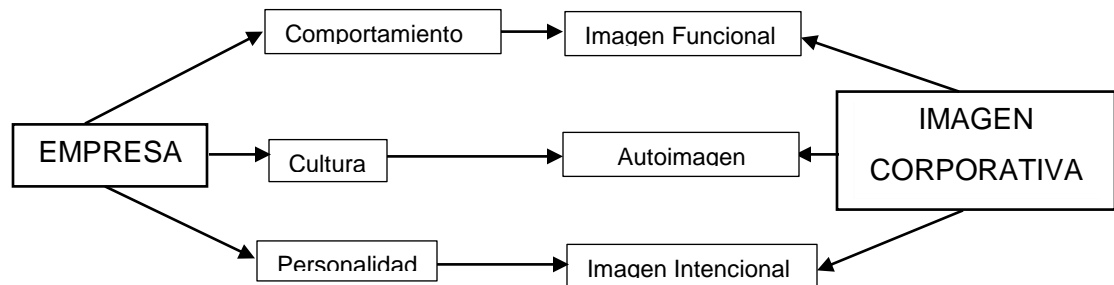 Comportamiento
Imagen Funcional
EMPRESA
Cultura
Autoimagen
IMAGEN
CORPORATIVA
Personalidad
Imagen Intencional